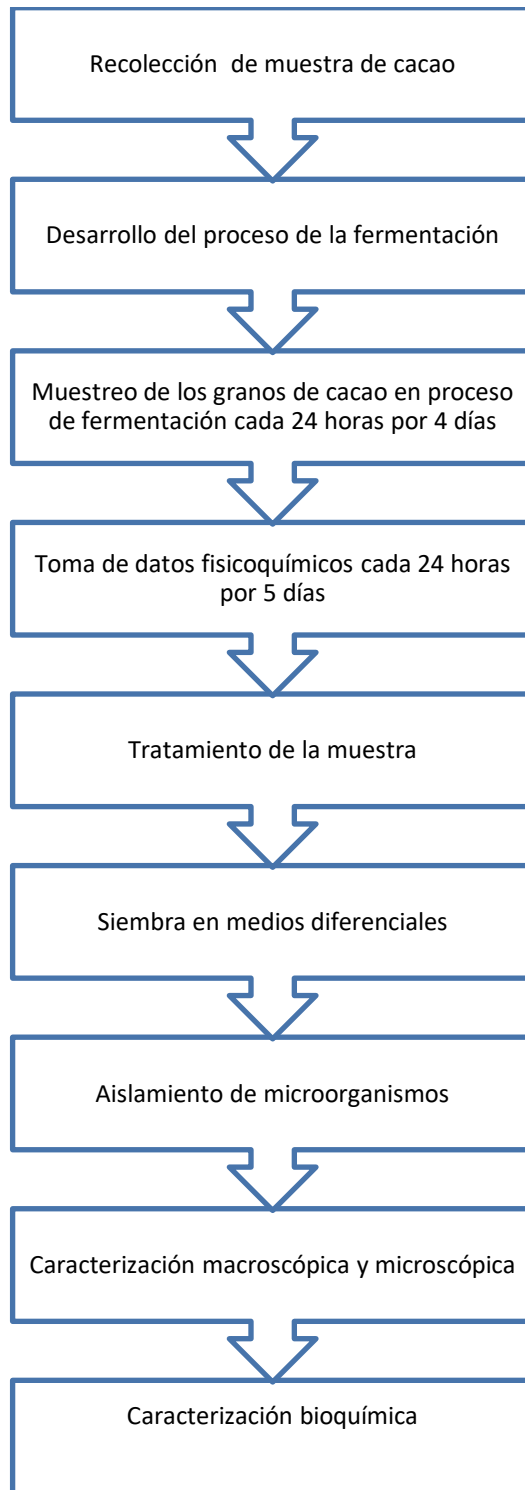 Recolección de muestra de cacao
Desarrollo del proceso de la fermentación
Muestreo de los granos de cacao en proceso
de fermentación cada 24 horas por 4 días
Toma de datos fisicoquímicos cada 24 horas
por 5 días
Tratamiento de la muestra
Siembra en medios diferenciales
Aislamiento de microorganismos
Caracterización macroscópica y microscópica
Caracterización bioquímica